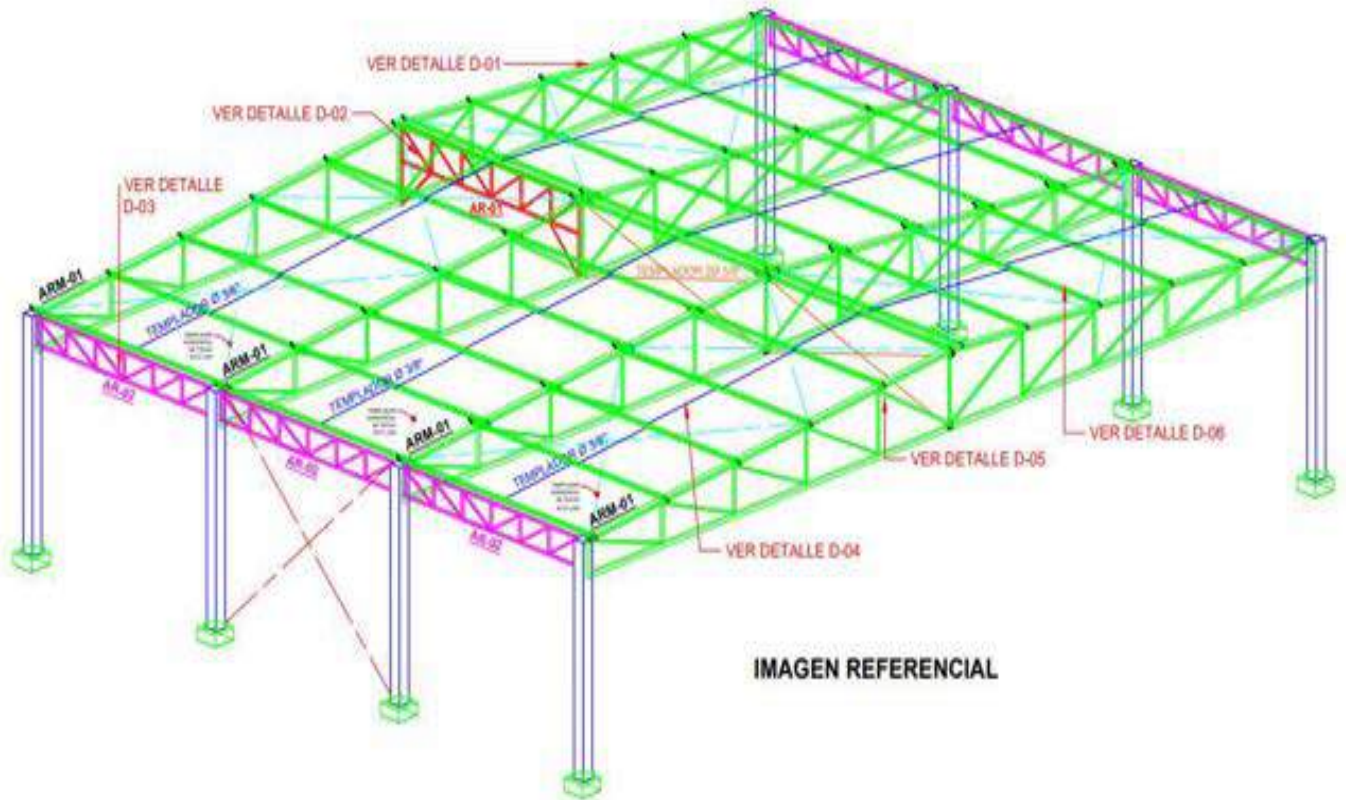 VER DETALLE D-01
VER DETALLE D-02
VER DETALLE
D-03
AR-01
ARM-01
TEMPLADOR Ø 3/8"
ARM-01
AR-02
TEMPLADOR Ø 3/8"
ARM-01
AR-02
TEMPLADOR Ø 3/8"
ARM-01
AR-02
VER DETALLE D-06
VER DETALLE D-05
VER DETALLE D-04
IMAGEN REFERENCIAL